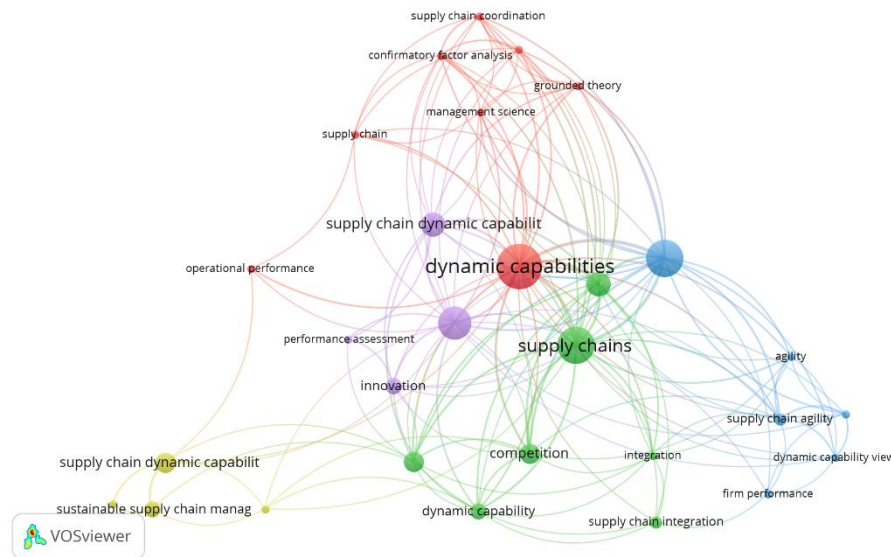 supply chain coordination
confirmatory factor analysis
grounded theory
management science
supply chain
supply chain dynamic capabilit
operational performance
dynamic capabilities
performance assessment
supply chains
agility
innovation
supply chain agility
competition
integration
dynamic capability view
supply chain dynamic capabilit
firm performance
sustainable supply chain manag
dynamic capability
supply chain integration
VOSviewer